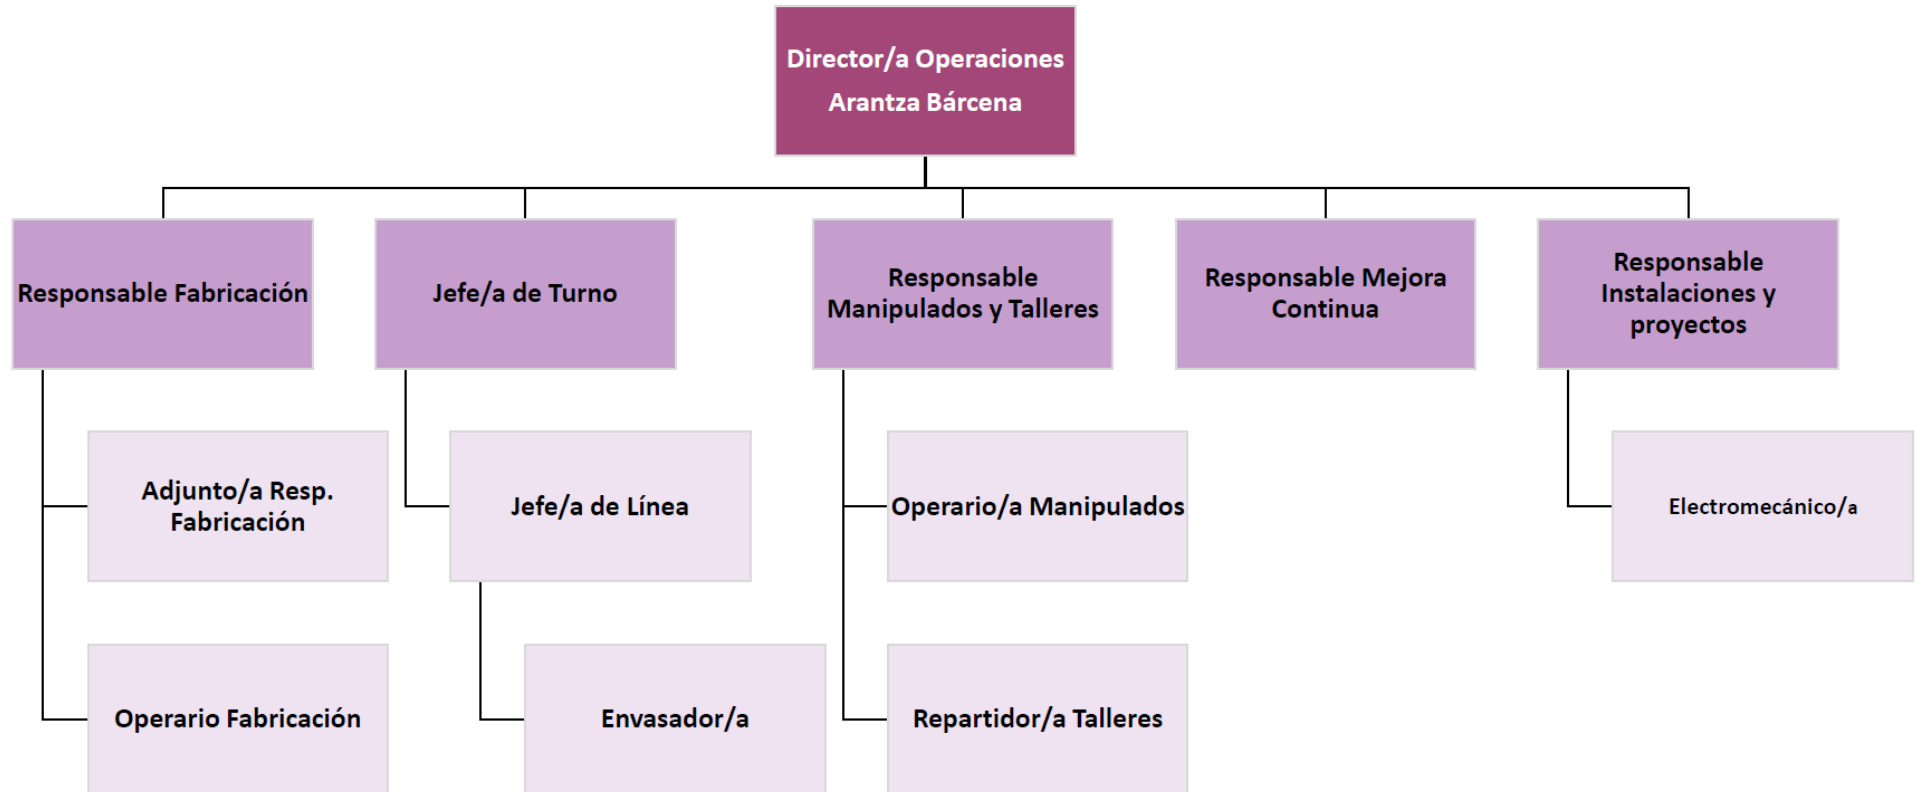 Director/a Operaciones
Arantza Bárcena
Responsable Fabricación
Jefe/a de Turno
Responsable
Manipulados y Talleres
Responsable Mejora
Continua
Responsable
Instalaciones y
proyectos
Adjunto/a Resp.
Fabricación
Jefe/a de Línea
Operario/a Manipulados
Electromecánico/a
Operario Fabricación
Envasador/a
Repartidor/a Talleres